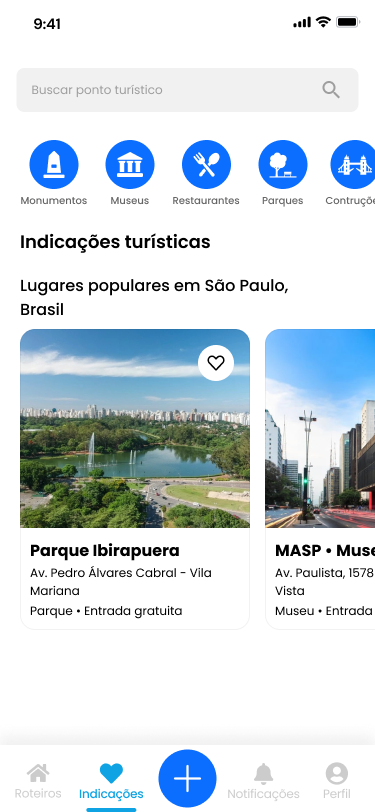 9:41
Buscar ponto turístico
Monumentos Museus Restaurantes Parques Contruçõe
Indicações turísticas
Lugares populares em São Paulo,
Brasil
Parque Ibirapuera
Av. Pedro Álvares Cabral - Vila
Mariana
Parque • Entrada gratuita
MASP • Muse
Av. Paulista, 1578
Vista
Museu • Entrada
Roteiros Indicações Notificações Perfil